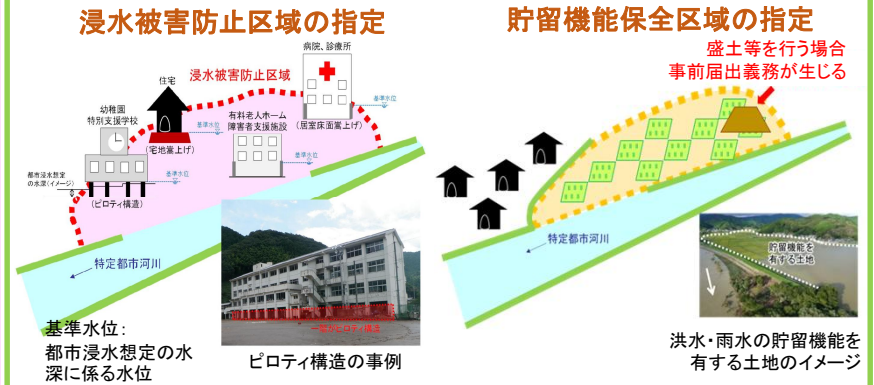 浸水被害防止区域の指定
病院、診療所
浸水被害防止区域
住宅
基準水位
幼稚園
特別支援学校
有料老人ホーム
障害者支援施設
基準水位
(居室床面嵩上げ)
(宅地嵩上げ)
基準水位
都市浸水想定
の水深(イメージ)
基準水位
(ピロティ構造)
特定都市河川
一階がピロティ構造
基準水位:
都市浸水想定の水
深に係る水位
ピロティ構造の事例
貯留機能保全区域の指定
盛土等を行う場合
事前届出義務が生じる
特定都市河川
貯留機能を
有する土地
洪水・雨水の貯留機能を
有する土地のイメージ